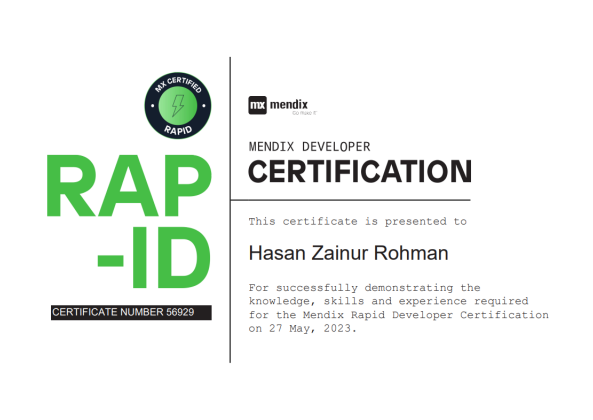 MX CERTIFIED
RAPID
RAP
-ID
CERTIFICATE NUMBER 56929
mx mendix
Go Make It
MENDIX DEVELOPER
CERTIFICATION
This certificate is presented to
Hasan Zainur Rohman
For successfully demonstrating the
knowledge, skills and experience required
for the Mendix Rapid Developer Certification
on 27 May, 2023.